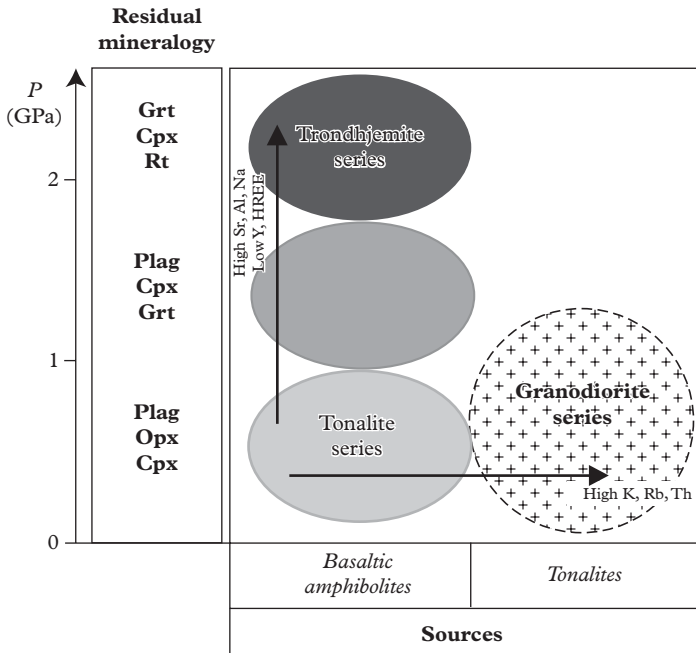 Residual
mineralogy
P
(GPa)
Grt
Cpx
Rt
Trondhjemite
series
High Sr, Al, Na
Low Y, HREE
2
Plag
Cpx
Grt
1
Plag
Opx
Cpx
Tonalite
series
Granodiorite
series
High K, Rb, Th
0
Basaltic
amphibolites
Tonalites
Sources